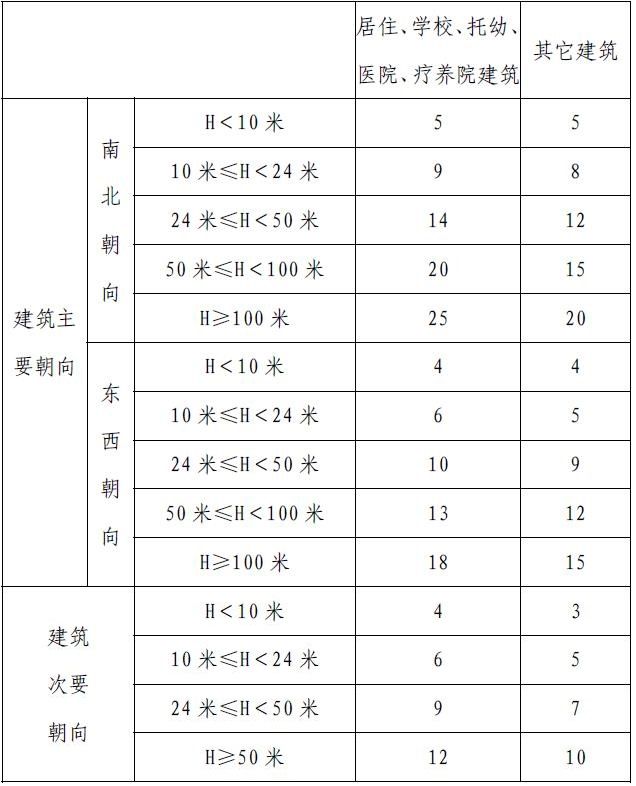 居住、学校、托幼、
医院、疗养院建筑
其它建筑
建筑主
要朝向
南
北
朝
向
H＜10 米 5 5
10 米≤H＜24 米 9 8
24 米≤H＜50 米 14 12
50 米≤H＜100 米 20 15
H≥100 米 25 20
东
西
朝
向
H＜10 米 4 4
10 米≤H＜24 米 6 5
24 米≤H＜50 米 10 9
50 米≤H＜100 米 13 12
H≥100 米 18 15
建筑
次要
朝向
H＜10 米 4 3
10 米≤H＜24 米 6 5
24 米≤H＜50 米 9 7
H≥50 米 12 10